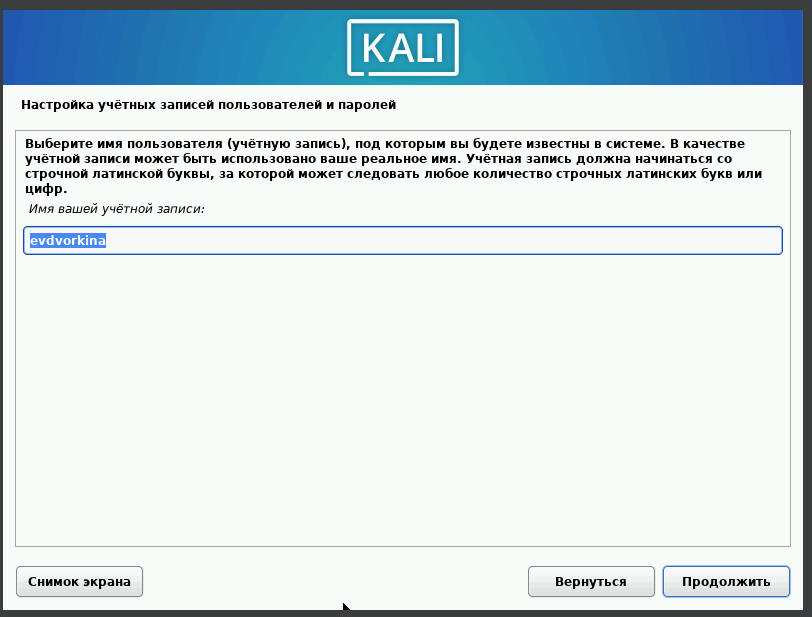 KALI
Настройка учётных записей пользователей и паролей
Выберите имя пользователя (учётную запись), под которым вы будете известны в системе. В качестве
учётной записи может быть использовано ваше реальное имя. Учётная запись должна начинаться со
строчной латинской буквы, за которой может следовать любое количество строчных латинских букв или
цифр.
Имя вашей учётной записи:
evdvorkina
Снимок экрана
Вернуться
Продолжить